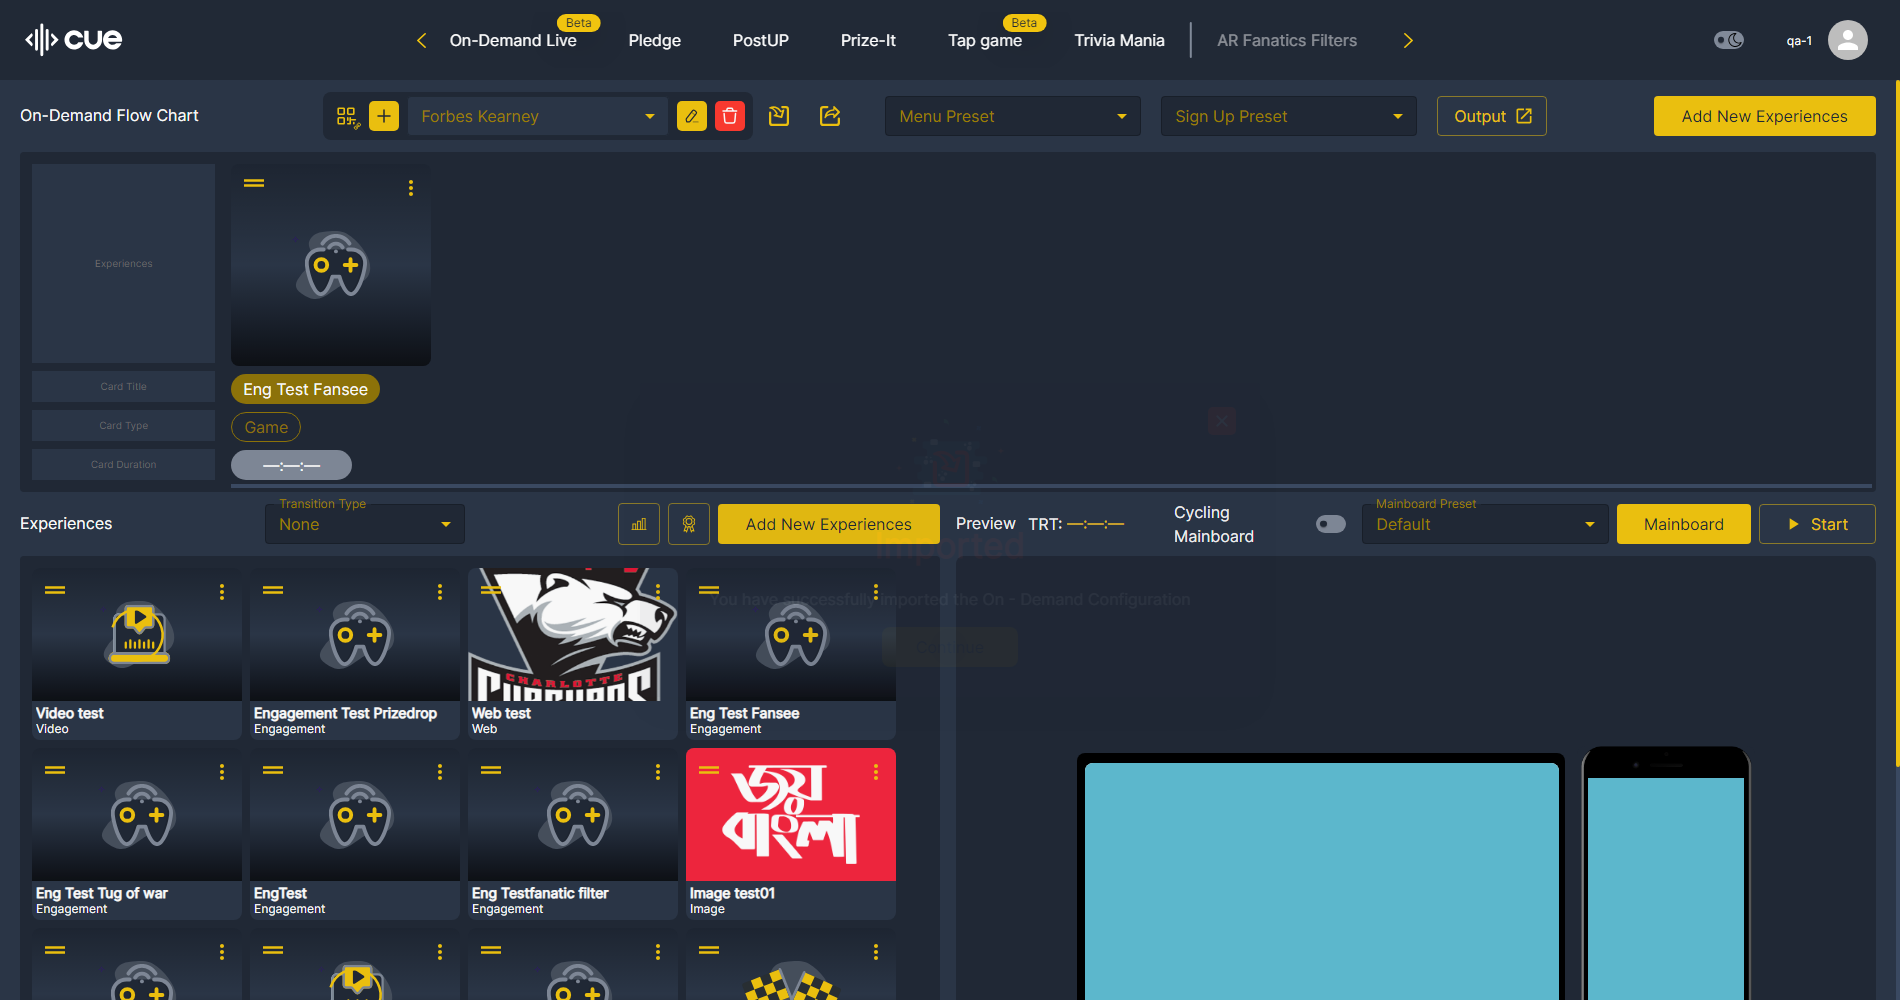 cue
On-Demand Live
Beta
Pledge
PostUP
Prize-It
Tap game
Beta
Trivia Mania
AR Fanatics Filters
qa-1
On-Demand Flow Chart
Forbes Kearney
Menu Preset
Sign Up Preset
Output
Add New Experiences
Experiences
Card Title
Card Type
Card Duration
Eng Test Fansee
Game
—:—:—
Experiences
Transition Type
None
Add New Experiences
Preview
TRT: —:—:—
Cycling
Mainboard
Mainboard Preset
Default
Mainboard
Start
Imported
You have successfully imported the On - Demand Configuration
Video test
Video
Engagement Test Prizedrop
Engagement
CHARLOTTE
Web test
Web
Eng Test Fansee
Engagement
Eng Test Tug of war
Engagement
EngTest
Engagement
Eng Testfanatic filter
Engagement
জয়
বাংলা
Image test01
Image